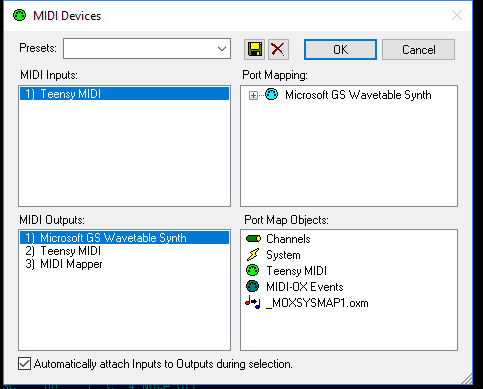 MIDI Devices
Presets:
OK
Cancel
MIDI Inputs:
1) Teensy MIDI
Port Mapping:
Microsoft GS Wavetable Synth
MIDI Outputs:
1) Microsoft GS Wavetable Synth
2) Teensy MIDI
3) MIDI Mapper
Port Map Objects:
Channels
System
Teensy MIDI
MIDI-OX Events
_MOXSYSMAP1.oxm
Automatically attach Inputs to Outputs during selection.